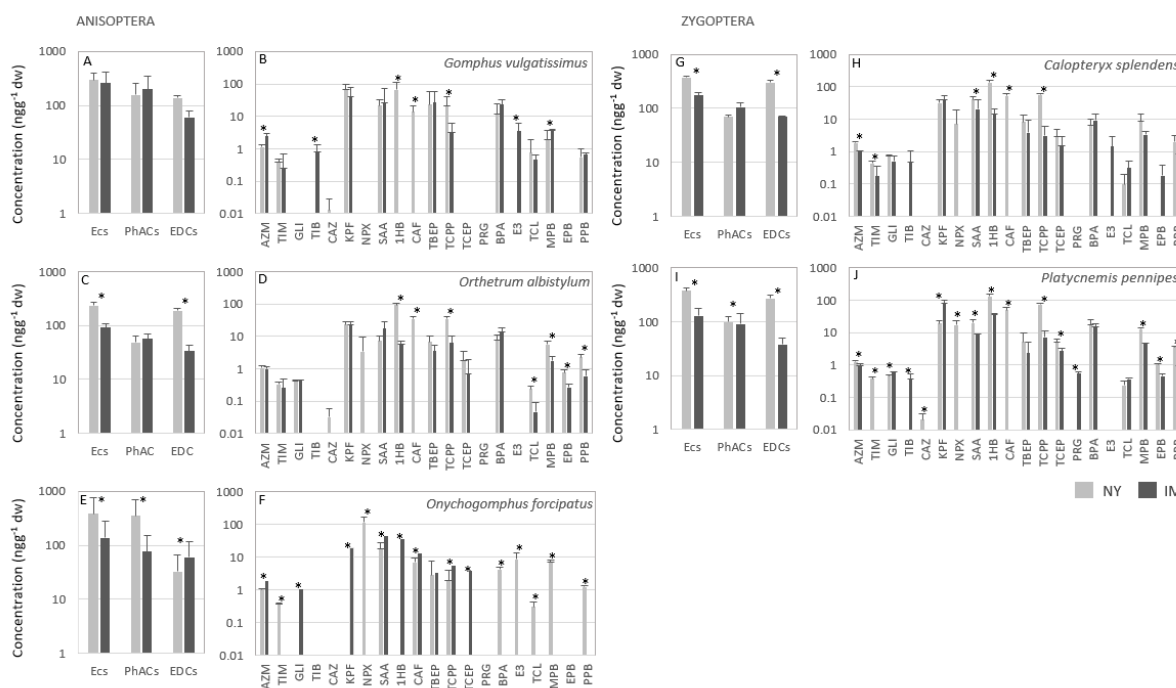 ANISOPTERA
ZYGOPTERA
A
1000
100
10
1
Concentration (ngg⁻¹ dw)
Ecs PhACs EDCs
B
Gomphus vulgatissimus
1000
100
10
1
0.1
0.01
AZM TIM GLI TIB CAZ KPF NPX SAA 1HB CAF TBEP TCPP TCEP PRG BPA E3 TCL MPB EPB PPB
C
1000
100
10
1
Concentration (ngg⁻¹ dw)
Ecs PhAC EDC
D
Orthetrum albistylum
1000
100
10
1
0.1
0.01
AZM TIM GLI TIB CAZ KPF NPX SAA 1HB CAF TBEP TCPP TCEP PRG BPA E3 TCL MPB EPB PPB
E
1000
100
10
1
Concentration (ngg⁻¹ dw)
Ecs PhACs EDCs
F
Onychogomphus forcipatus
1000
100
10
1
0.1
0.01
AZM TIM GLI TIB CAZ KPF NPX SAA 1HB CAF TBEP TCPP TCEP PRG BPA E3 TCL MPB EPB PPB
G
1000
100
10
1
Concentration (ngg⁻¹ dw)
Ecs PhACs EDCs
H
Calopteryx splendens
1000
100
10
1
0.1
0.01
AZM TIM GLI TIB CAZ KPF NPX SAA 1HB CAF TBEP TCPP TCEP PRG BPA E3 TCL MPB EPB PPB
I
1000
100
10
1
Concentration (ngg⁻¹ dw)
Ecs PhACs EDCs
J
Platycnemis pennipes
1000
100
10
1
0.1
0.01
AZM TIM GLI TIB CAZ KPF NPX SAA 1HB CAF TBEP TCPP TCEP PRG BPA E3 TCL MPB EPB PPB
NY IM